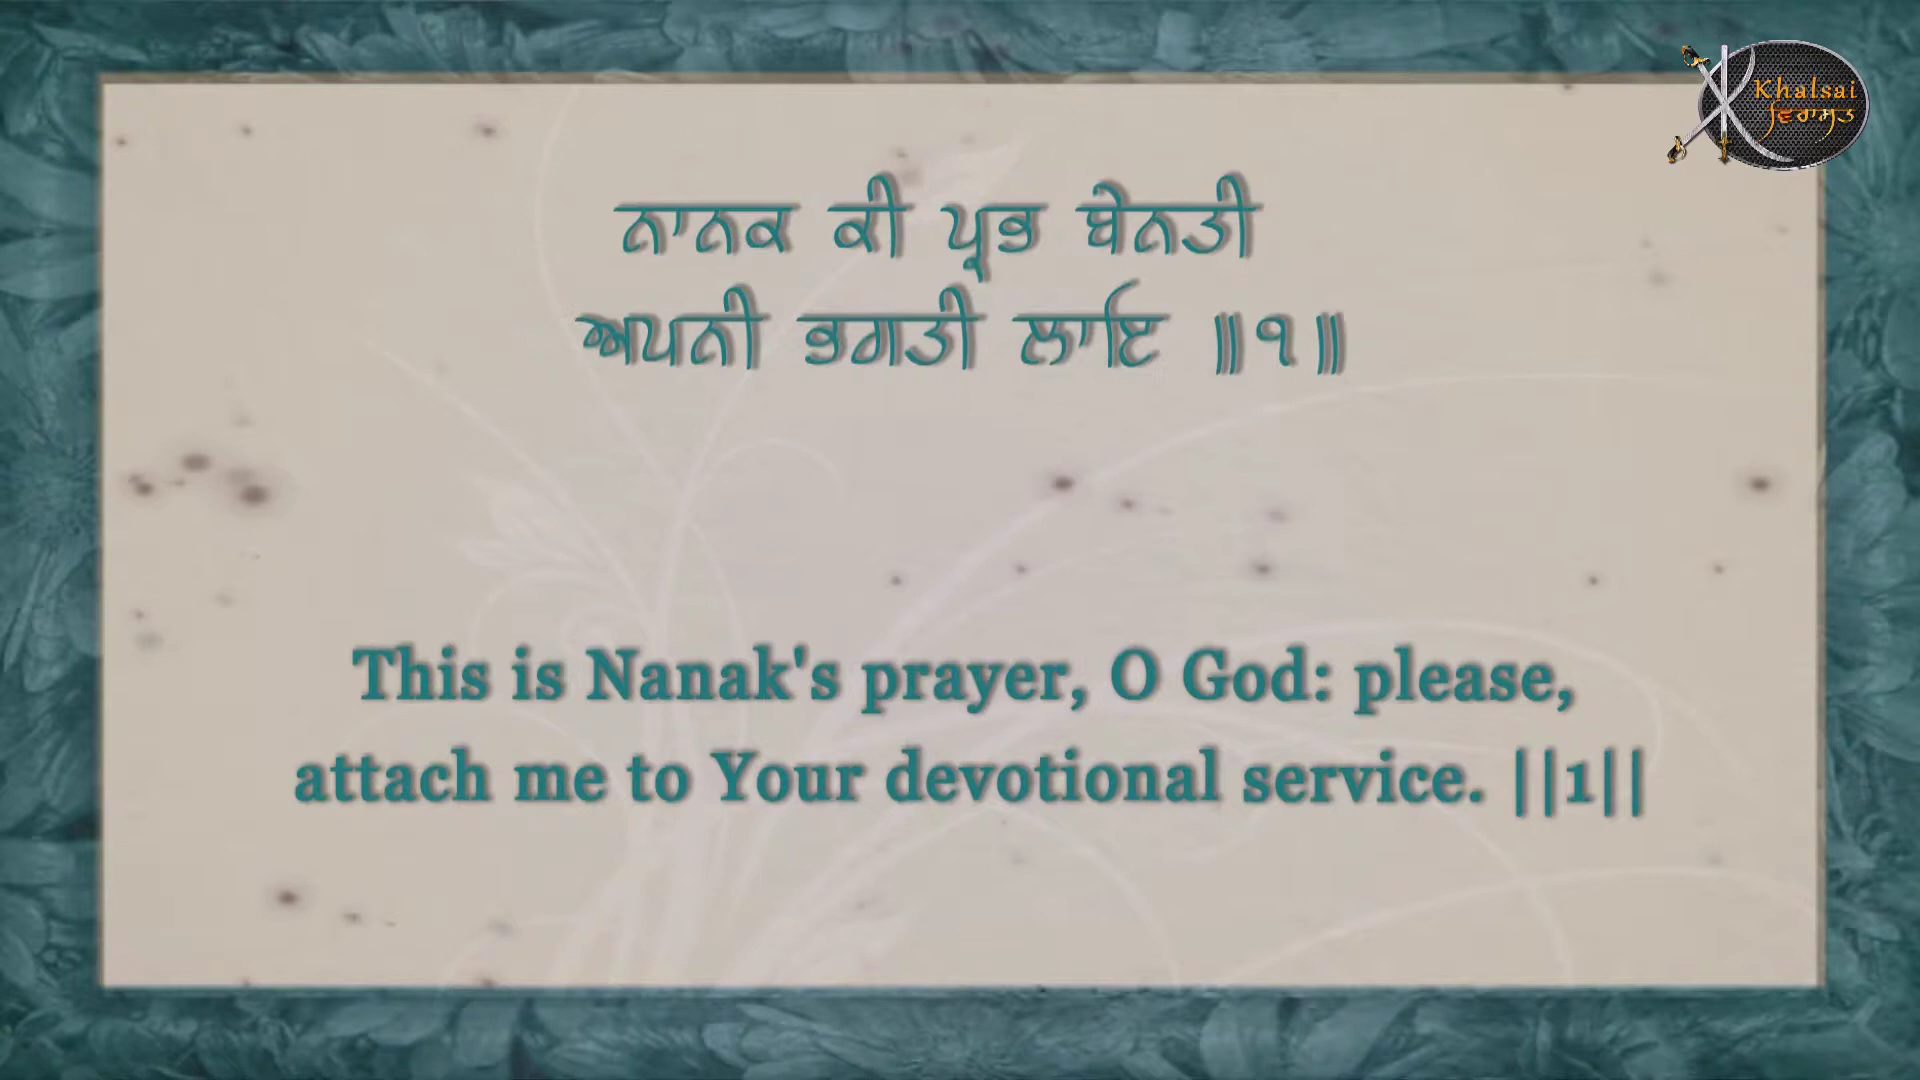 Khalsai
ਵਿਰਾਸਤ
ਨਾਨਕ ਕੀ ਪ੍ਰਭ ਬੇਨਤੀ
ਅਪਨੀ ਭਗਤੀ ਲਾਇ ॥੧॥
This is Nanak's prayer, O God: please,
attach me to Your devotional service. ||1||